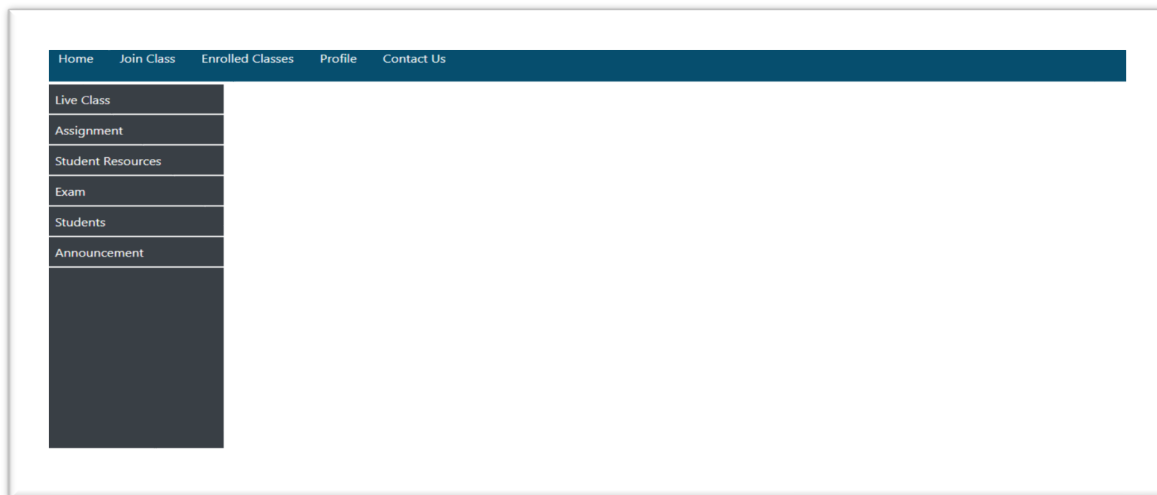 Home Join Class Enrolled Classes Profile Contact Us
Live Class
Assignment
Student Resources
Exam
Students
Announcement